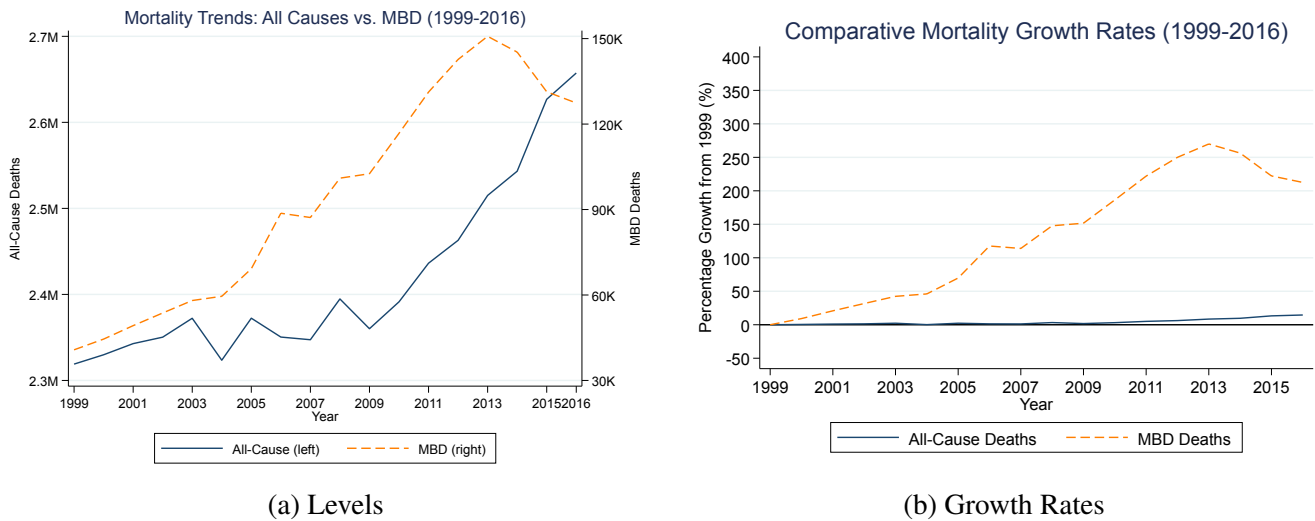 Mortality Trends: All Causes vs. MBD (1999-2016)
2.7M
2.6M
2.5M
2.4M
2.3M
All-Cause Deaths
150K
120K
90K
60K
30K
MBD Deaths
1999 2001 2003 2005 2007 2009 2011 2013 2015 2016
Year
All-Cause (left) MBD (right)
(a) Levels
Comparative Mortality Growth Rates (1999-2016)
400
350
300
250
200
150
100
50
0
-50
Percentage Growth from 1999 (%)
1999 2001 2003 2005 2007 2009 2011 2013 2015
Year
All-Cause Deaths MBD Deaths
(b) Growth Rates